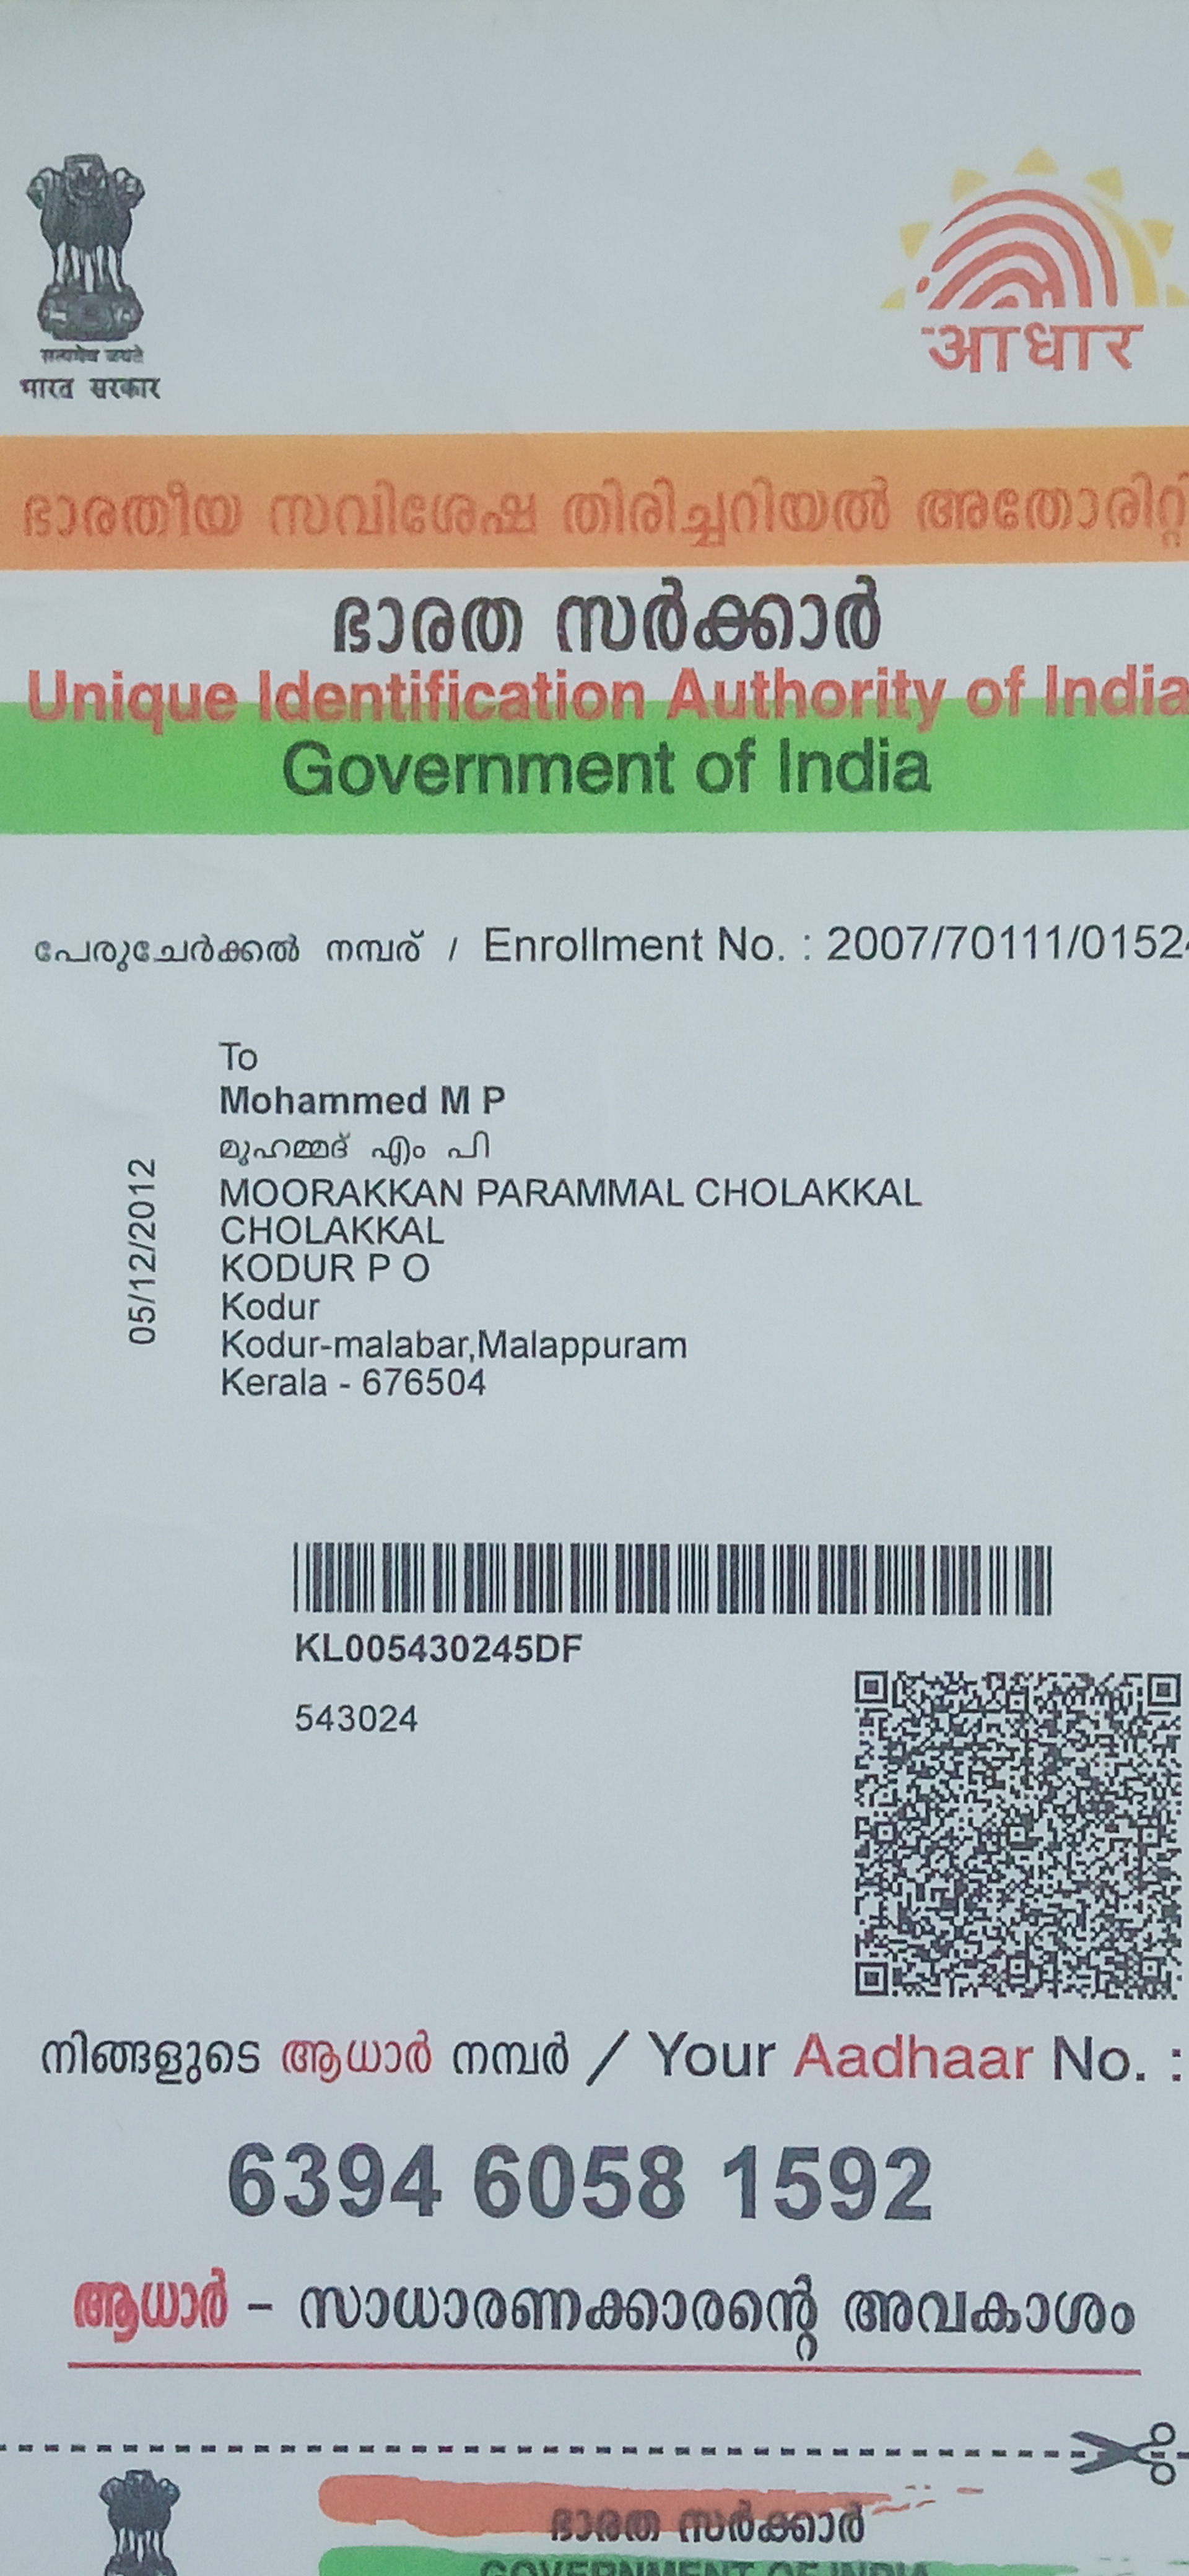 सत्यमेव जयते
भारत सरकार
आधार
ഭാരതീയ സവിശേഷ തിരിച്ചറിയൽ അതോരിറ്റി
ഭാരത സർക്കാർ
Unique Identification Authority of India
Government of India
പേരുചേർക്കൽ നമ്പര് / Enrollment No. : 2007/70111/0152
To
Mohammed M P
മുഹമ്മദ് എം പി
MOORAKKAN PARAMMAL CHOLAKKAL
CHOLAKKAL
KODUR P O
Kodur
Kodur-malabar,Malappuram
Kerala - 676504
05/12/2012
KL005430245DF
543024
നിങ്ങളുടെ ആധാർ നമ്പർ / Your Aadhaar No. :
6394 6058 1592
ആധാർ – സാധാരണക്കാരന്റെ അവകാശം
ഭാരത സർക്കാർ
GOVERNMENT OF INDIA